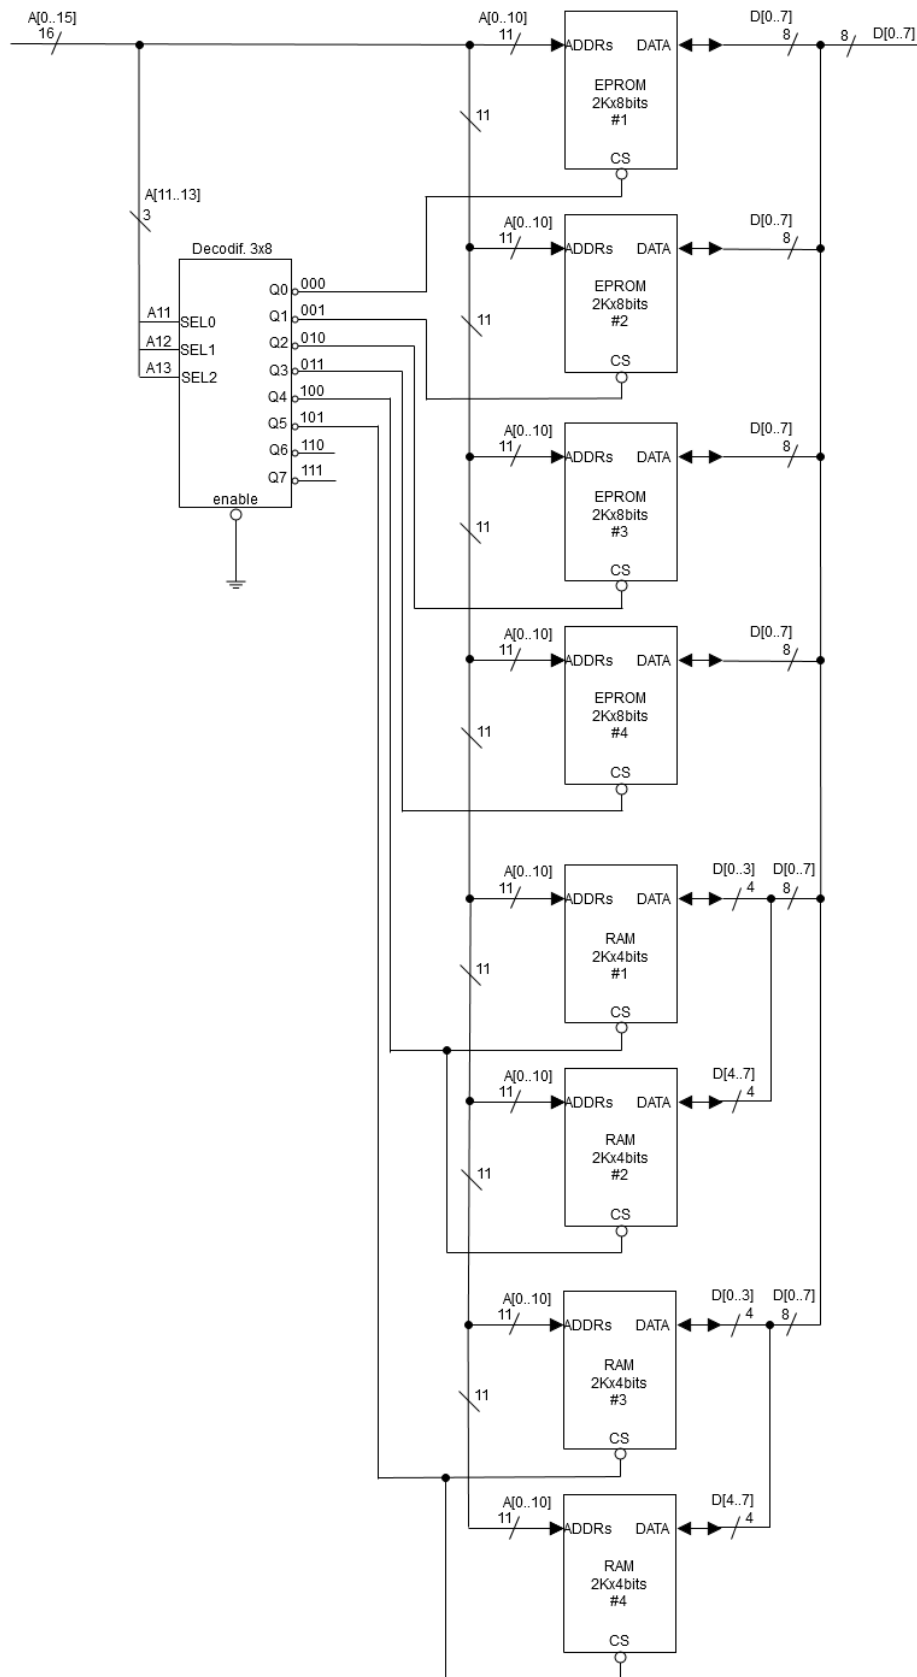 A[0..15]
16
A[0..10]
11
ADDRs
DATA
D[0..7]
8
8
D[0..7]
EPROM
2Kx8bits
#1
CS
11
A[11..13]
3
Decodif. 3x8
A11
SEL0
A12
SEL1
A13
SEL2
Q0
000
Q1
001
Q2
010
Q3
011
Q4
100
Q5
101
Q6
110
Q7
111
enable
A[0..10]
11
ADDRs
DATA
D[0..7]
8
EPROM
2Kx8bits
#2
CS
11
A[0..10]
11
ADDRs
DATA
D[0..7]
8
EPROM
2Kx8bits
#3
CS
11
A[0..10]
11
ADDRs
DATA
D[0..7]
8
EPROM
2Kx8bits
#4
CS
11
A[0..10]
11
ADDRs
DATA
D[0..3]
4
D[0..7]
8
RAM
2Kx4bits
#1
CS
11
A[0..10]
11
ADDRs
DATA
D[4..7]
4
RAM
2Kx4bits
#2
CS
11
A[0..10]
11
ADDRs
DATA
D[0..3]
4
D[0..7]
8
RAM
2Kx4bits
#3
CS
11
A[0..10]
11
ADDRs
DATA
D[4..7]
4
RAM
2Kx4bits
#4
CS